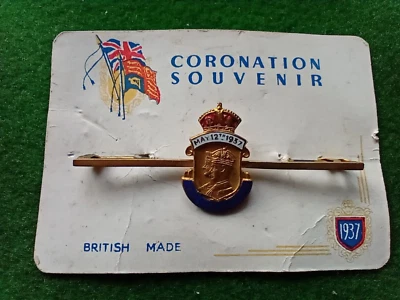 CORONATION
SOUVENIR
MAY.12TH.1937
BRITISH MADE
1937